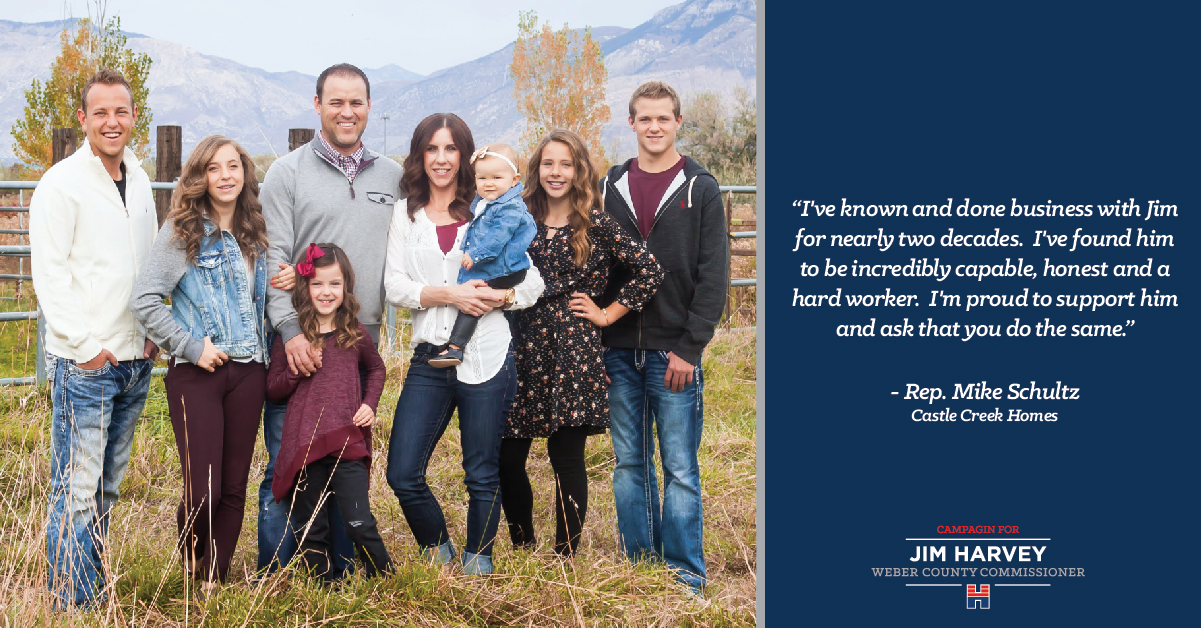 “I've known and done business with Jim
for nearly two decades.  I've found him
to be incredibly capable, honest and a
hard worker.  I'm proud to support him
and ask that you do the same.”
- Rep. Mike Schultz
Castle Creek Homes
CAMPAGIN FOR
JIM HARVEY
WEBER COUNTY COMMISSIONER
H